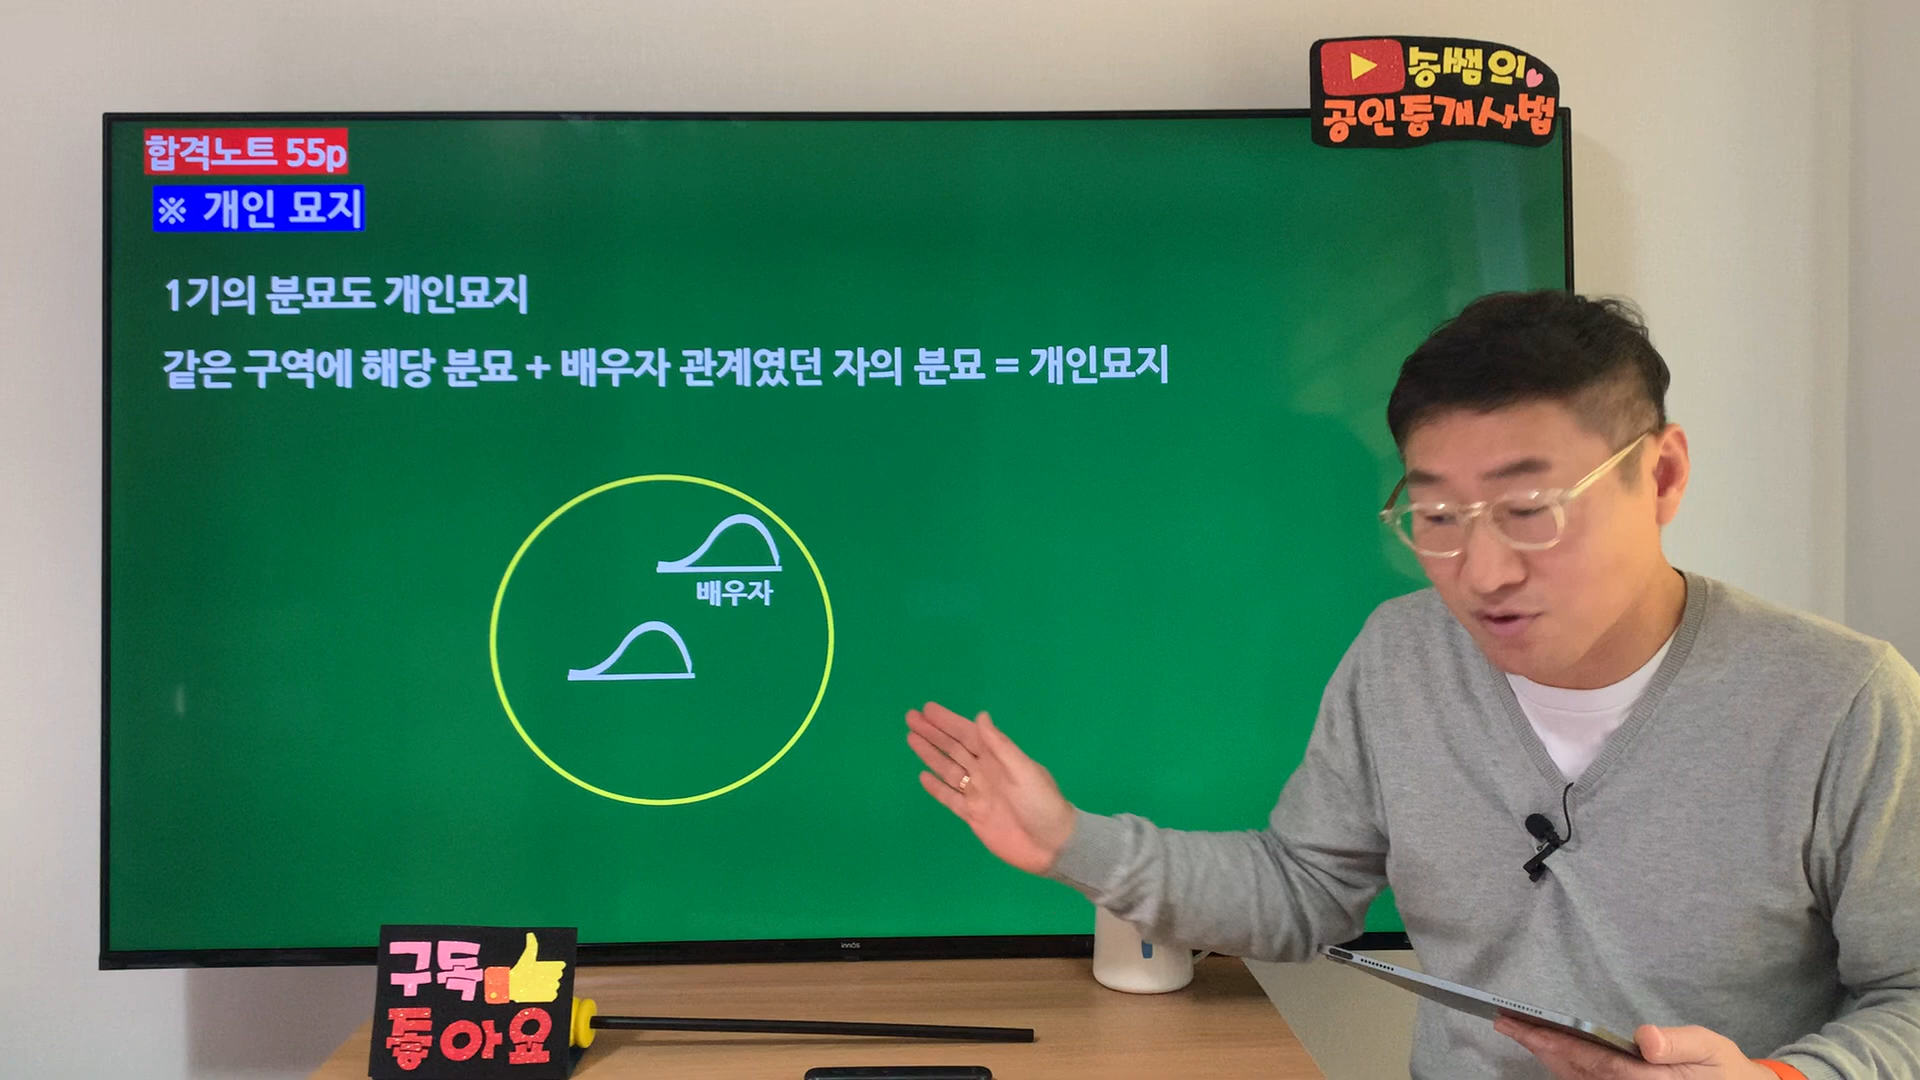 송쌤의
공인중개사법
합격노트 55p
※ 개인 묘지
1기의 분묘도 개인묘지
같은 구역에 해당 분묘 + 배우자 관계였던 자의 분묘 = 개인묘지
배우자
innos
구독
좋아요